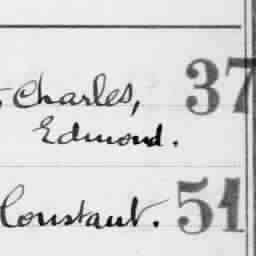 Charles, 37
Edmond.
Constant. 51